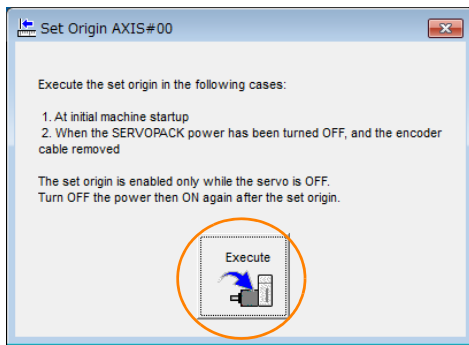 Set Origin AXIS#00
Execute the set origin in the following cases:
1. At initial machine startup
2. When the SERVOPACK power has been turned OFF, and the encoder
cable removed
The set origin is enabled only while the servo is OFF.
Turn OFF the power then ON again after the set origin.
Execute